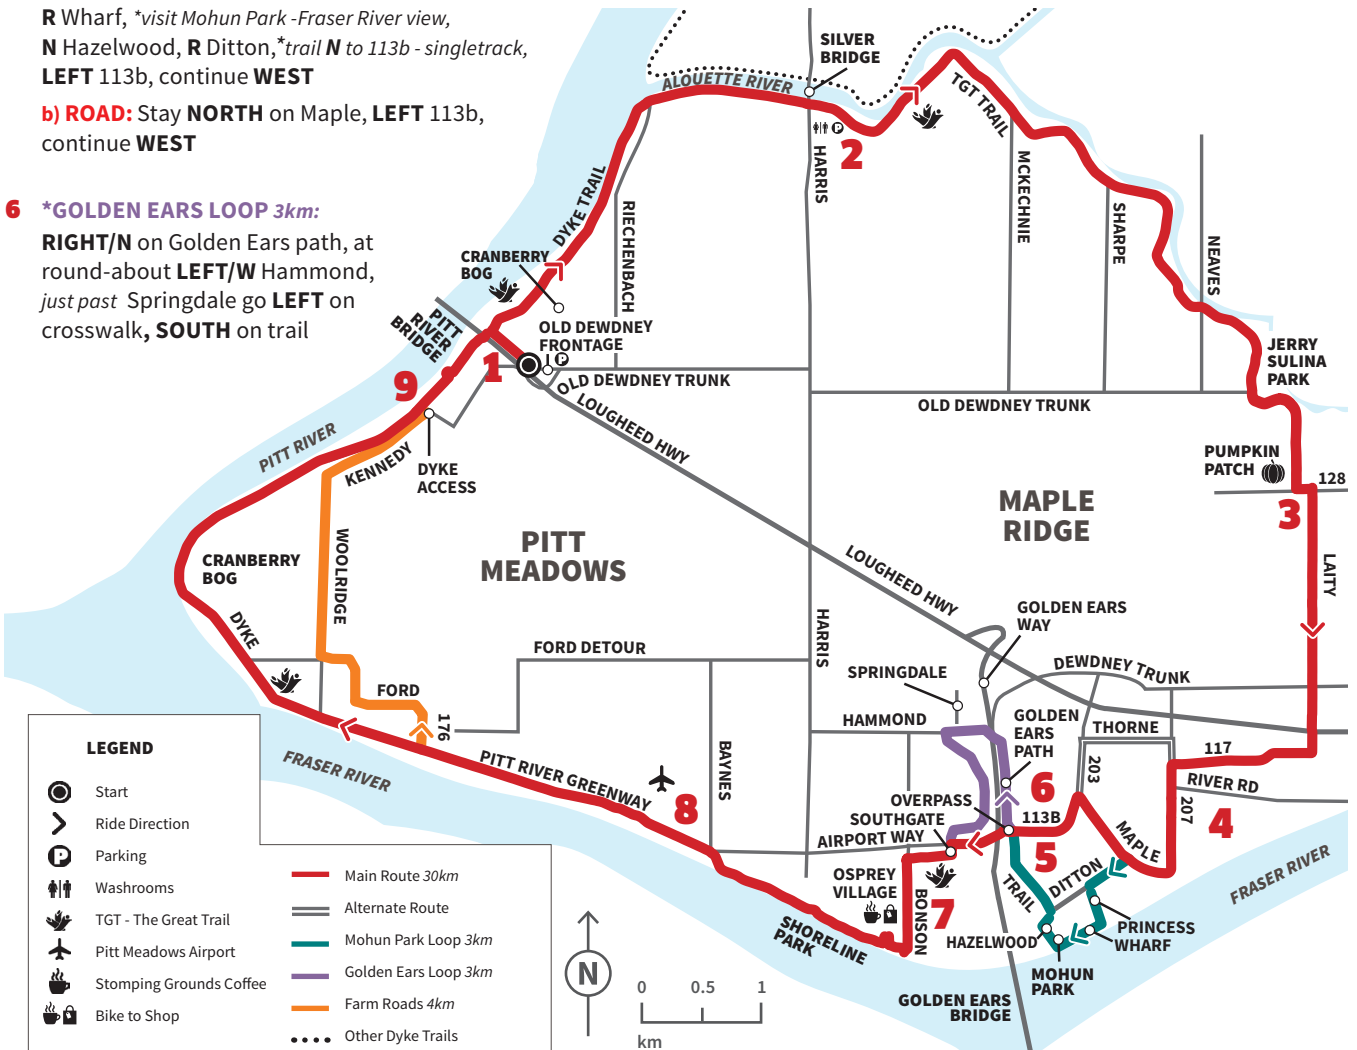 R Wharf, *visit Mohun Park -Fraser River view,
N Hazelwood, R Ditton,*trail N to 113b - singletrack,
LEFT 113b, continue WEST
b) ROAD: Stay NORTH on Maple, LEFT 113b,
continue WEST
6 *GOLDEN EARS LOOP 3km:
RIGHT/N on Golden Ears path, at
round-about LEFT/W Hammond,
just past Springdale go LEFT on
crosswalk, SOUTH on trail
SILVER
BRIDGE
ALOUETTE RIVER
TGT TRAIL
P
2
HARRIS
MCKECHNIE
SHARPE
NEAVES
DYKE TRAIL
RIECHENBACH
CRANBERRY
BOG
PITT
RIVER
BRIDGE
OLD DEWDNEY
FRONTAGE
P
1
9
OLD DEWDNEY TRUNK
LOUGHEED HWY
OLD DEWDNEY TRUNK
JERRY
SULINA
PARK
PITT RIVER
KENNEDY
DYKE
ACCESS
PUMPKIN
PATCH
128
3
MAPLE
RIDGE
PITT
MEADOWS
WOOLRIDGE
CRANBERRY
BOG
LAITY
LOUGHEED HWY
GOLDEN EARS
WAY
DYKE
HARRIS
FORD DETOUR
SPRINGDALE
DEWDNEY TRUNK
FORD
176
HAMMOND
GOLDEN
EARS
PATH
THORNE
117
203
RIVER RD
207
4
FRASER RIVER
PITT RIVER GREENWAY
BAYNES
8
6
OVERPASS
SOUTHGATE
113B
AIRPORT WAY
5
MAPLE
OSPREY
VILLAGE
BONSON
7
TRAIL
DITTON
FRASER RIVER
SHORELINE
PARK
HAZELWOOD
PRINCESS
WHARF
MOHUN
PARK
GOLDEN EARS
BRIDGE
LEGEND
Start
Ride Direction
P Parking
Washrooms
TGT - The Great Trail
Pitt Meadows Airport
Stomping Grounds Coffee
Bike to Shop
Main Route 30km
Alternate Route
Mohun Park Loop 3km
Golden Ears Loop 3km
Farm Roads 4km
Other Dyke Trails
N
0 0.5 1
km